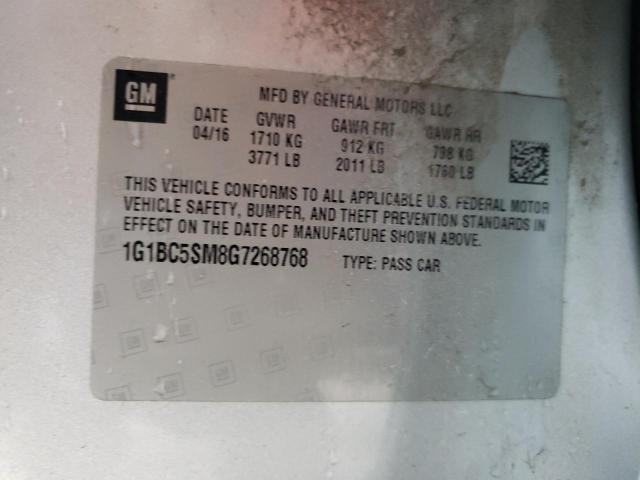 GM
MFD BY GENERAL MOTORS LLC
DATE GVWR GAWR FRT GAWR RR
04/16 1710 KG 912 KG 798 KG
3771 LB 2011 LB 1760 LB
THIS VEHICLE CONFORMS TO ALL APPLICABLE U.S. FEDERAL MOTOR
VEHICLE SAFETY, BUMPER, AND THEFT PREVENTION STANDARDS IN
EFFECT ON THE DATE OF MANUFACTURE SHOWN ABOVE.
1G1BC5SM8G7268768 TYPE: PASS CAR